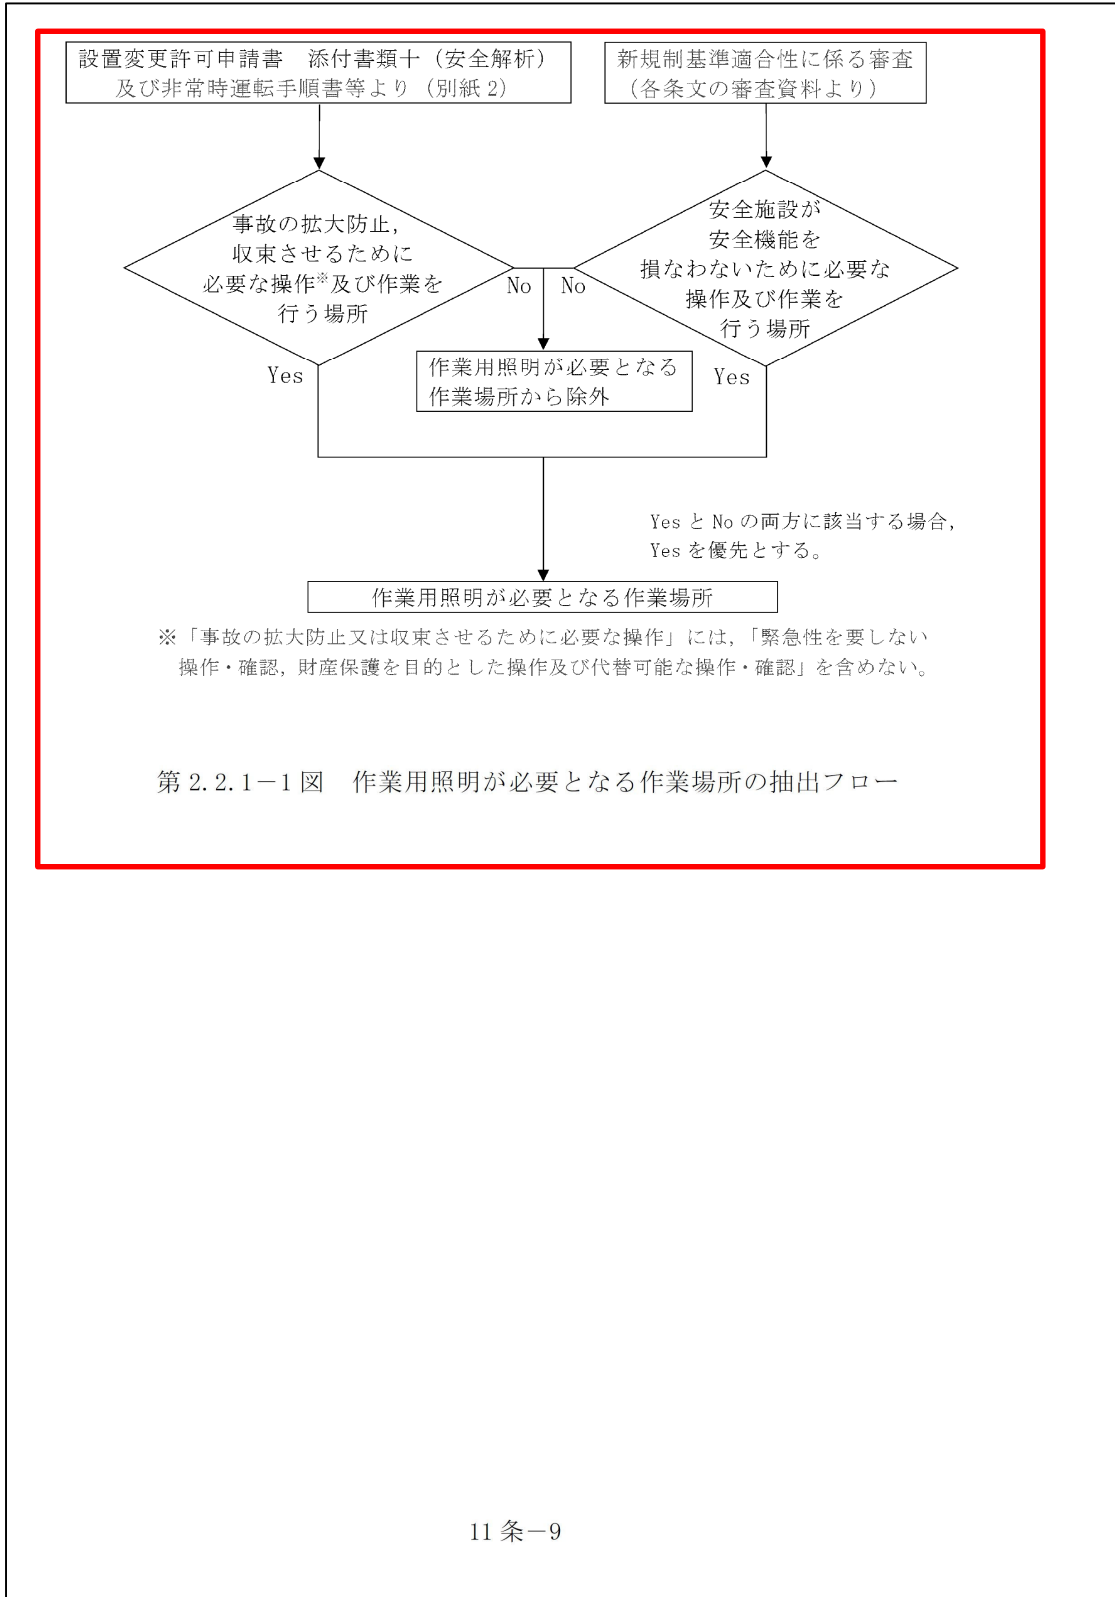 設置変更許可申請書　添付書類十（安全解析）
及び非常時運転手順書等より（別紙2）
新規制基準適合性に係る審査
（各条文の審査資料より）
事故の拡大防止，
収束させるために
必要な操作※及び作業を
行う場所
安全施設が
安全機能を
損なわないために必要な
操作及び作業を
行う場所
No
No
Yes
作業用照明が必要となる
作業場所から除外
Yes
YesとNoの両方に該当する場合，
Yesを優先とする。
作業用照明が必要となる作業場所
※「事故の拡大防止又は収束させるために必要な操作」には，「緊急性を要しない
操作・確認，財産保護を目的とした操作及び代替可能な操作・確認」を含めない。
第2.2.1－1図　作業用照明が必要となる作業場所の抽出フロー
11条－9